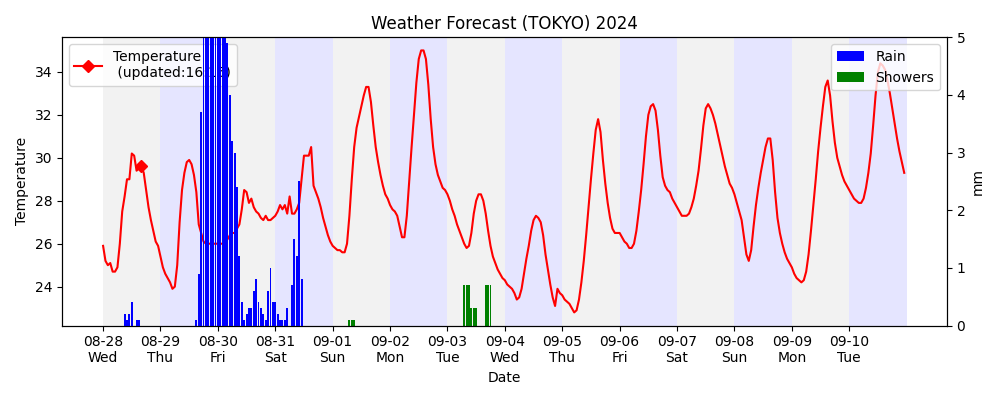 Weather Forecast (TOKYO) 2024
Temperature
(updated:16:16)
Rain
Showers
Temperature
34
32
30
28
26
24
5
4
3
2
1
0
mm
08-28 08-29 08-30 08-31 09-01 09-02 09-03 09-04 09-05 09-06 09-07 09-08 09-09 09-10
Wed Thu Fri Sat Sun Mon Tue Wed Thu Fri Sat Sun Mon Tue
Date